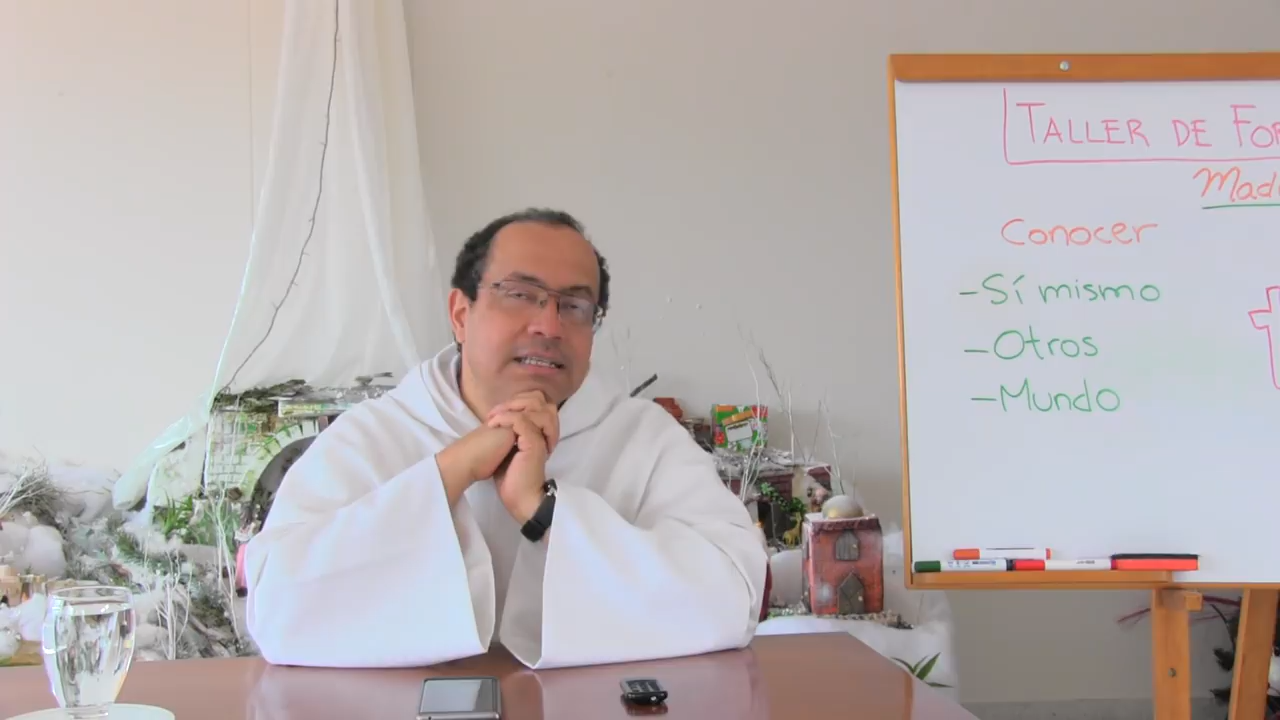 TALLER DE FOR
Mad
Conocer
-Sí mismo
-Otros
-Mundo